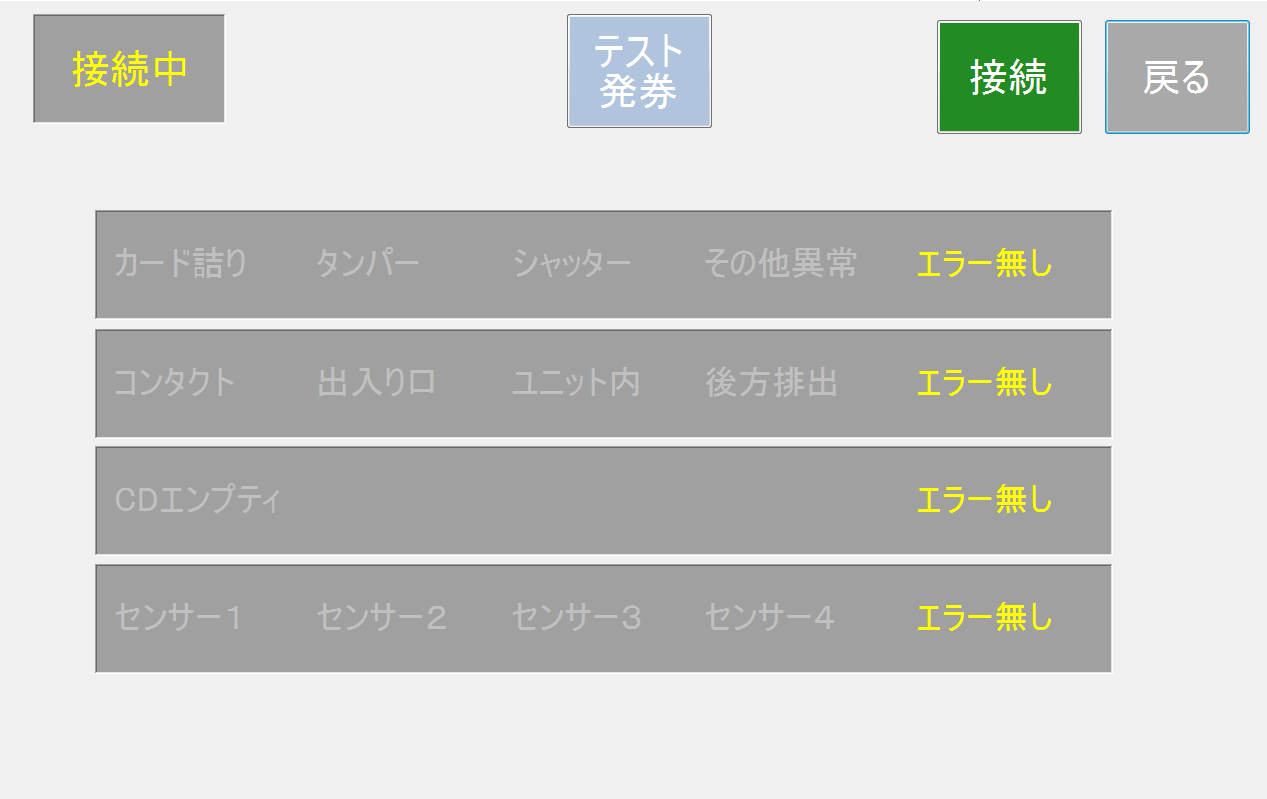 接続中
テスト
発券
接続
戻る
カード詰り タンパー シャッター その他異常 エラー無し
コンタクト 出入り口 ユニット内 後方排出 エラー無し
CDエンプティ エラー無し
センサー1 センサー2 センサー3 センサー4 エラー無し